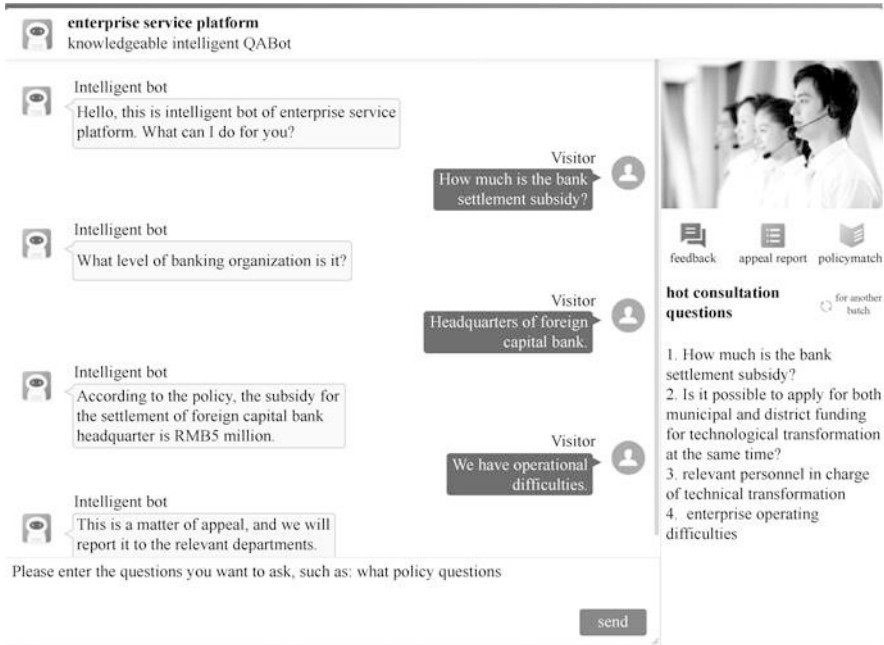 enterprise service platform
knowledgeable intelligent QABot
Intelligent bot
Hello, this is intelligent bot of enterprise service
platform. What can I do for you?
Visitor
How much is the bank
settlement subsidy?
Intelligent bot
What level of banking organization is it?
Visitor
Headquarters of foreign
capital bank.
Intelligent bot
According to the policy, the subsidy for
the settlement of foreign capital bank
headquarter is RMB5 million.
Visitor
We have operational
difficulties.
Intelligent bot
This is a matter of appeal, and we will
report it to the relevant departments.
Please enter the questions you want to ask, such as: what policy questions
send
feedback
appeal report
policymatch
hot consultation
questions
for another
batch
1. How much is the bank
settlement subsidy?
2. Is it possible to apply for both
municipal and district funding
for technological transformation
at the same time?
3. relevant personnel in charge
of technical transformation
4. enterprise operating
difficulties